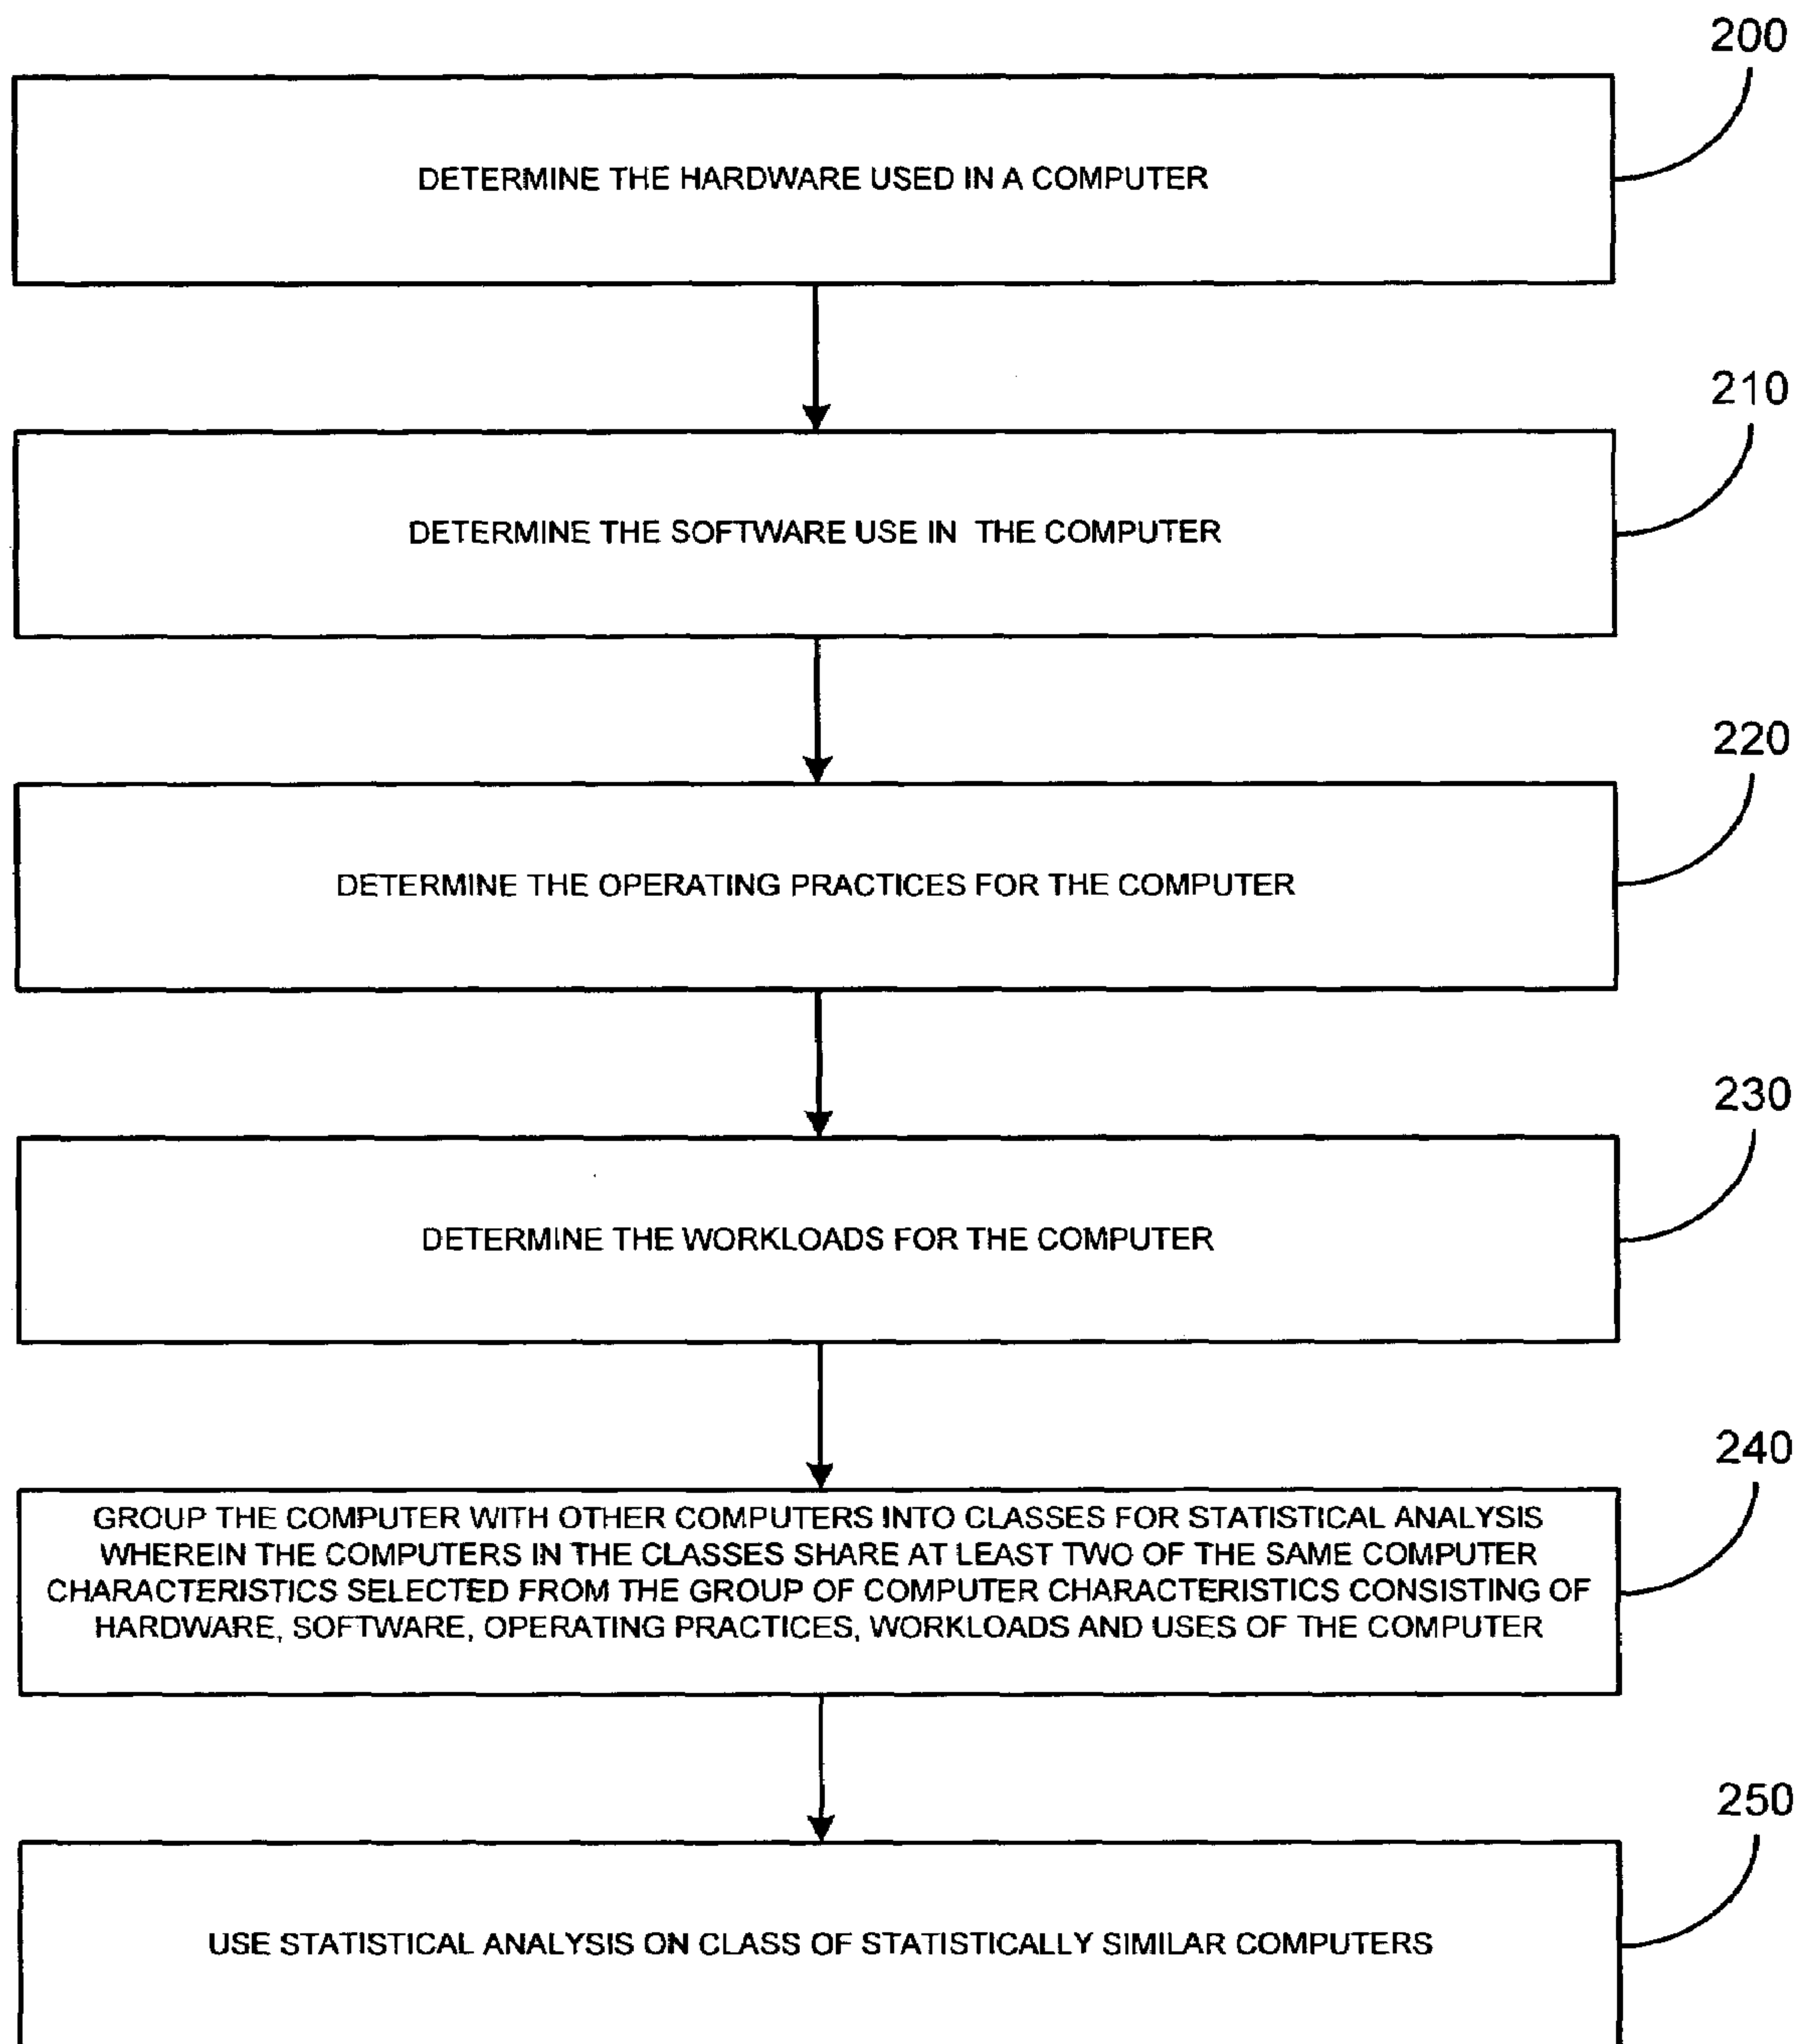 200
DETERMINE THE HARDWARE USED IN A COMPUTER
210
DETERMINE THE SOFTWARE USE IN THE COMPUTER
220
DETERMINE THE OPERATING PRACTICES FOR THE COMPUTER
230
DETERMINE THE WORKLOADS FOR THE COMPUTER
240
GROUP THE COMPUTER WITH OTHER COMPUTERS INTO CLASSES FOR STATISTICAL ANALYSIS
WHEREIN THE COMPUTERS IN THE CLASSES SHARE AT LEAST TWO OF THE SAME COMPUTER
CHARACTERISTICS SELECTED FROM THE GROUP OF COMPUTER CHARACTERISTICS CONSISTING OF
HARDWARE, SOFTWARE, OPERATING PRACTICES, WORKLOADS AND USES OF THE COMPUTER
250
USE STATISTICAL ANALYSIS ON CLASS OF STATISTICALLY SIMILAR COMPUTERS